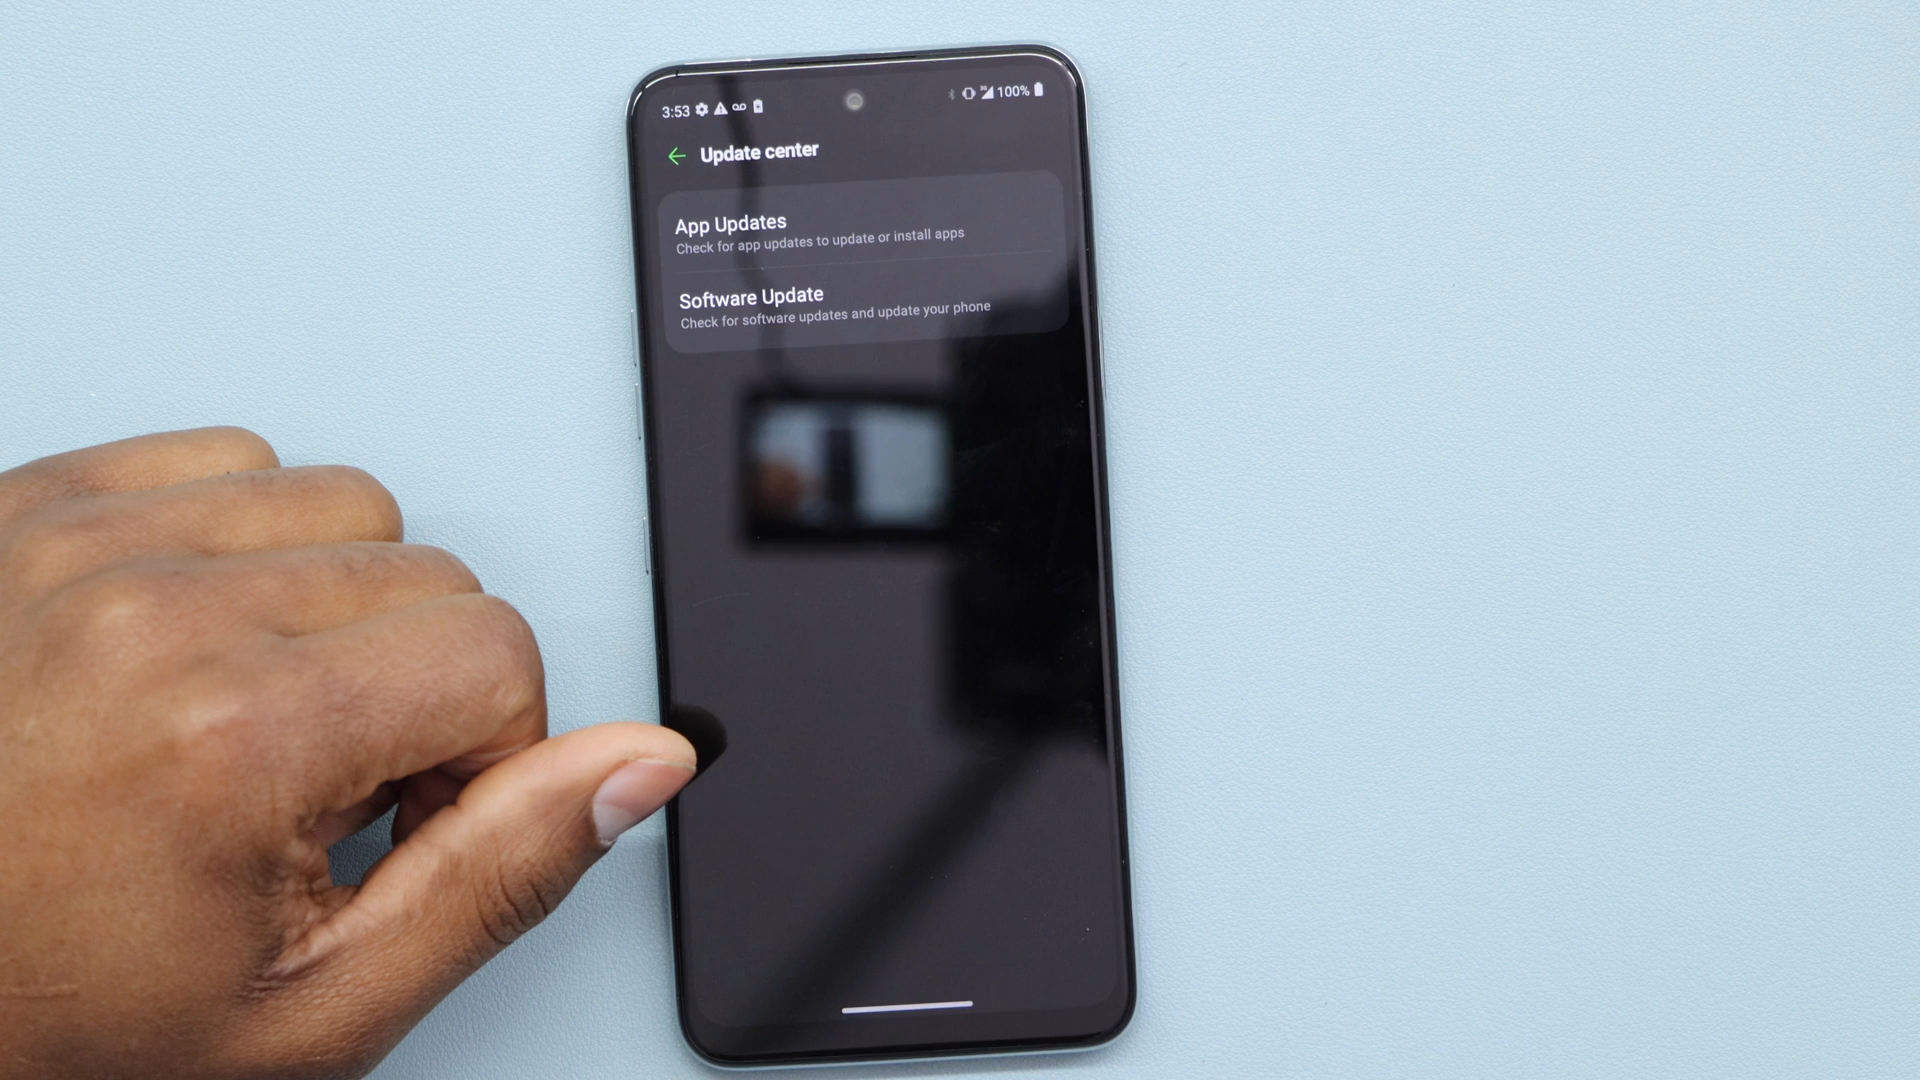 3:53 100%
Update center
App Updates
Check for app updates to update or install apps
Software Update
Check for software updates and update your phone